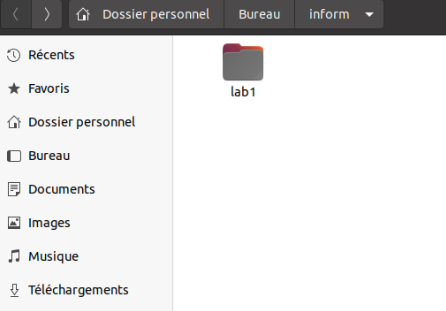 Dossier personnel Bureau inform
lab1
Récents
Favoris
Dossier personnel
Bureau
Documents
Images
Musique
Téléchargements